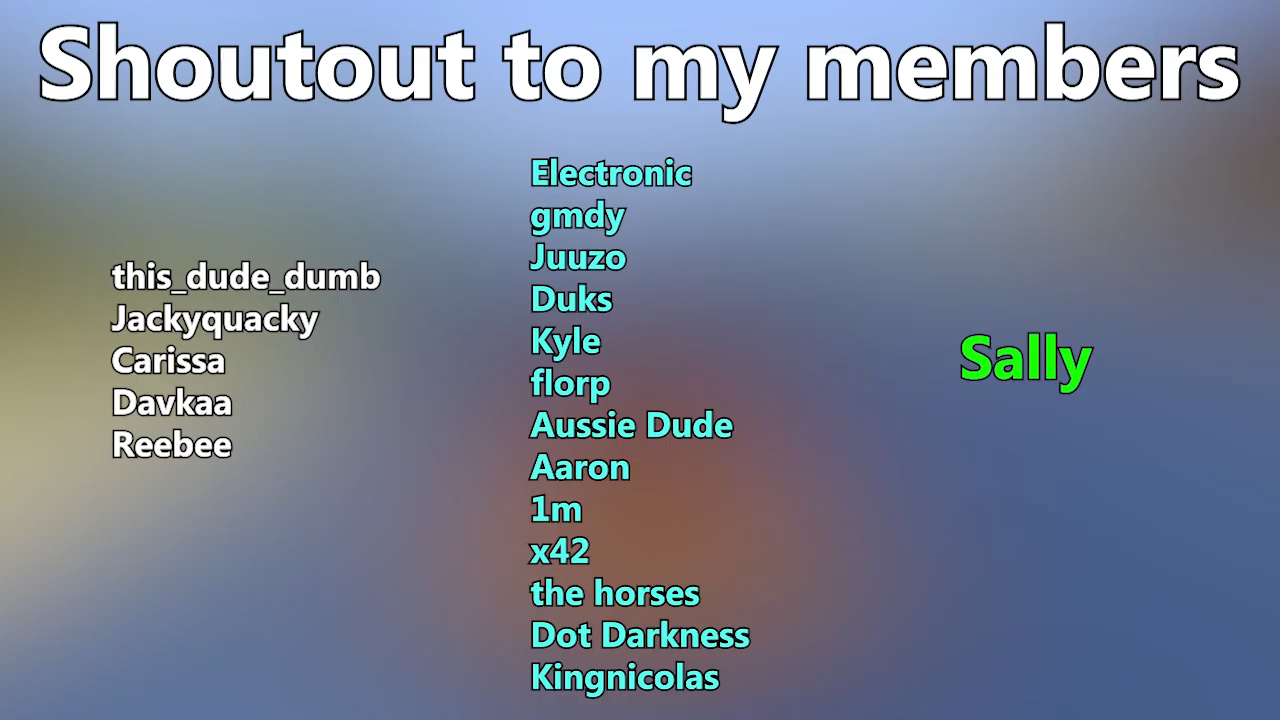 Shoutout to my members
this_dude_dumb
Jackyquacky
Carissa
Davkaa
Reebee
Electronic
gmdy
Juuzo
Duks
Kyle
florp
Aussie Dude
Aaron
1m
x42
the horses
Dot Darkness
Kingnicolas
Sally